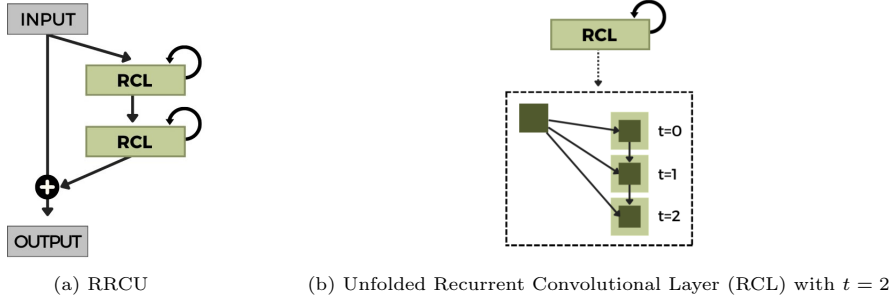 INPUT
RCL
RCL
OUTPUT
(a) RRCU
RCL
t=0
t=1
t=2
(b) Unfolded Recurrent Convolutional Layer (RCL) with t = 2